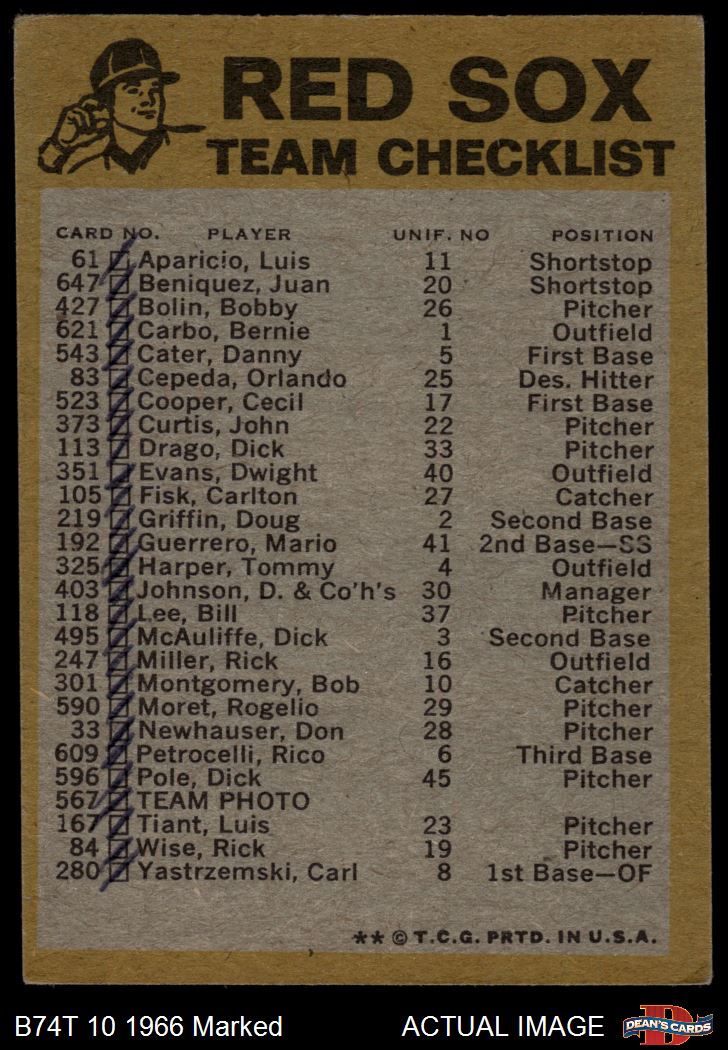 RED SOX
TEAM CHECKLIST
CARD NO. PLAYER UNIF. NO POSITION
61 Aparicio, Luis 11 Shortstop
647 Beniquez, Juan 20 Shortstop
427 Bolin, Bobby 26 Pitcher
621 Carbo, Bernie 1 Outfield
543 Cater, Danny 5 First Base
83 Cepeda, Orlando 25 Des. Hitter
523 Cooper, Cecil 17 First Base
373 Curtis, John 22 Pitcher
113 Drago, Dick 33 Pitcher
351 Evans, Dwight 40 Outfield
105 Fisk, Carlton 27 Catcher
219 Griffin, Doug 2 Second Base
192 Guerrero, Mario 41 2nd Base—SS
325 Harper, Tommy 4 Outfield
403 Johnson, D. & Co'h's 30 Manager
118 Lee, Bill 37 Pitcher
495 McAuliffe, Dick 3 Second Base
247 Miller, Rick 16 Outfield
301 Montgomery, Bob 10 Catcher
590 Moret, Rogelio 29 Pitcher
33 Newhauser, Don 28 Pitcher
609 Petrocelli, Rico 6 Third Base
596 Pole, Dick 45 Pitcher
567 TEAM PHOTO
167 Tiant, Luis 23 Pitcher
84 Wise, Rick 19 Pitcher
280 Yastrzemski, Carl 8 1st Base—OF
** © T.C.G. PRTD. IN U.S.A.
B74T 10 1966 Marked ACTUAL IMAGE DEAN'S CARDS